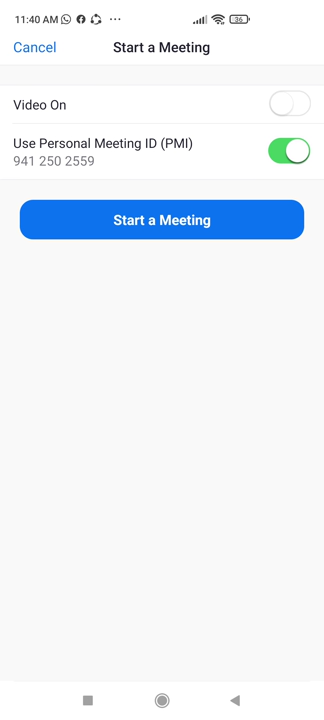 11:40 AM ... 36
Cancel Start a Meeting
Video On
Use Personal Meeting ID (PMI)
941 250 2559
Start a Meeting